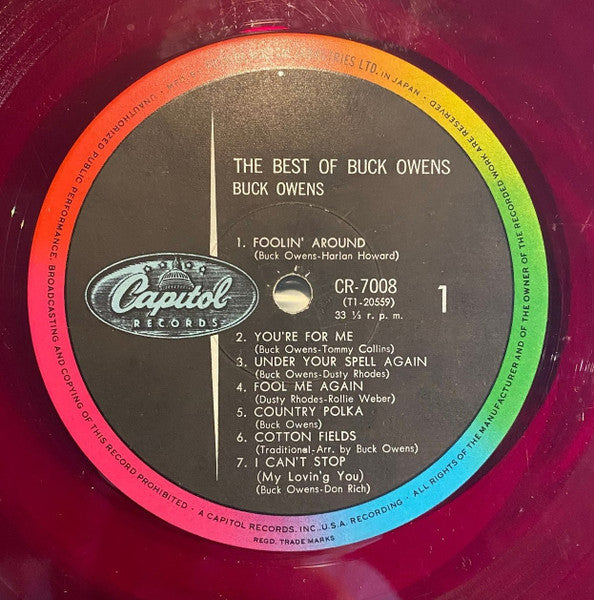 THE BEST OF BUCK OWENS
BUCK OWENS
1. FOOLIN' AROUND
(Buck Owens-Harlan Howard)
Capitol
RECORDS
CR-7008
(T1-20559)
33 ⅓ r. p. m.
1
2. YOU'RE FOR ME
(Buck Owens-Tommy Collins)
3. UNDER YOUR SPELL AGAIN
(Buck Owens-Dusty Rhodes)
4. FOOL ME AGAIN
(Dusty Rhodes-Rollie Weber)
5. COUNTRY POLKA
(Buck Owens)
6. COTTON FIELDS
(Traditional-Arr. by Buck Owens)
7. I CAN'T STOP
(My Lovin'g You)
(Buck Owens-Don Rich)
LTD. IN JAPAN • ALL RIGHTS OF THE MANUFACTURER AND OF THE OWNER OF THE RECORDED WORK ARE RESERVED
UNAUTHORIZED PUBLIC PERFORMANCE, BROADCASTING AND COPYING OF THIS RECORD PROHIBITED • A CAPITOL RECORDS, INC., U.S.A. RECORDING •
REGD. TRADE MARKS